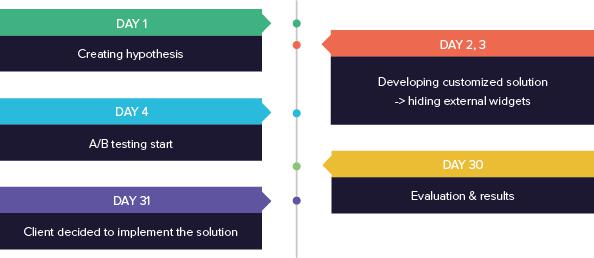 DAY 1
Creating hypothesis
DAY 2, 3
Developing customized solution
-> hiding external widgets
DAY 4
A/B testing start
DAY 30
Evaluation & results
DAY 31
Client decided to implement the solution